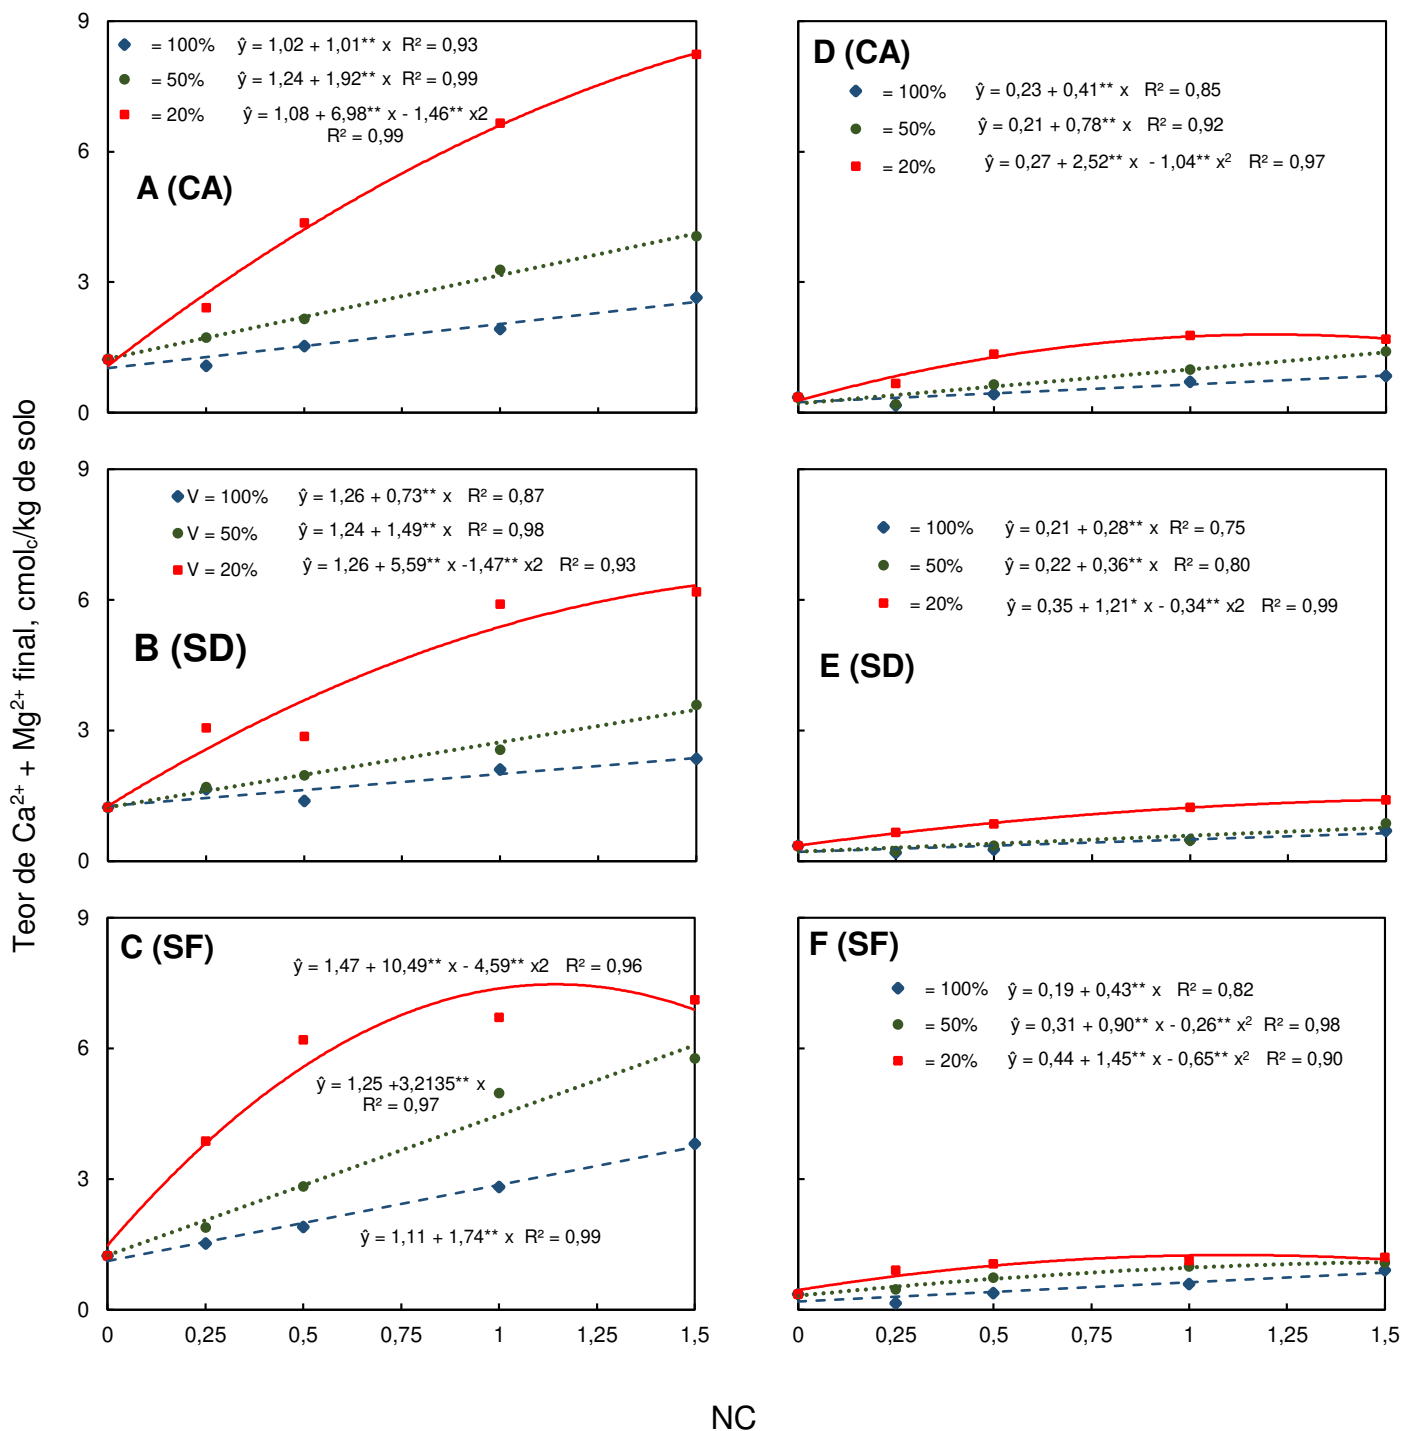 Teor de Ca²⁺ + Mg²⁺ final, cmolc/kg de solo
9
6
3
0
= 100% ŷ = 1,02 + 1,01** x R² = 0,93
= 50% ŷ = 1,24 + 1,92** x R² = 0,99
= 20% ŷ = 1,08 + 6,98** x - 1,46** x2
R² = 0,99
A (CA)
D (CA)
= 100% ŷ = 0,23 + 0,41** x R² = 0,85
= 50% ŷ = 0,21 + 0,78** x R² = 0,92
= 20% ŷ = 0,27 + 2,52** x - 1,04** x² R² = 0,97
9
6
3
0
V = 100% ŷ = 1,26 + 0,73** x R² = 0,87
V = 50% ŷ = 1,24 + 1,49** x R² = 0,98
V = 20% ŷ = 1,26 + 5,59** x -1,47** x2 R² = 0,93
B (SD)
= 100% ŷ = 0,21 + 0,28** x R² = 0,75
= 50% ŷ = 0,22 + 0,36** x R² = 0,80
= 20% ŷ = 0,35 + 1,21* x - 0,34** x2 R² = 0,99
E (SD)
9
6
3
0
C (SF)
ŷ = 1,47 + 10,49** x - 4,59** x2 R² = 0,96
ŷ = 1,25 +3,2135** x
R² = 0,97
ŷ = 1,11 + 1,74** x R² = 0,99
0 0,25 0,5 0,75 1 1,25 1,5
F (SF)
= 100% ŷ = 0,19 + 0,43** x R² = 0,82
= 50% ŷ = 0,31 + 0,90** x - 0,26** x² R² = 0,98
= 20% ŷ = 0,44 + 1,45** x - 0,65** x² R² = 0,90
0 0,25 0,5 0,75 1 1,25 1,5
NC